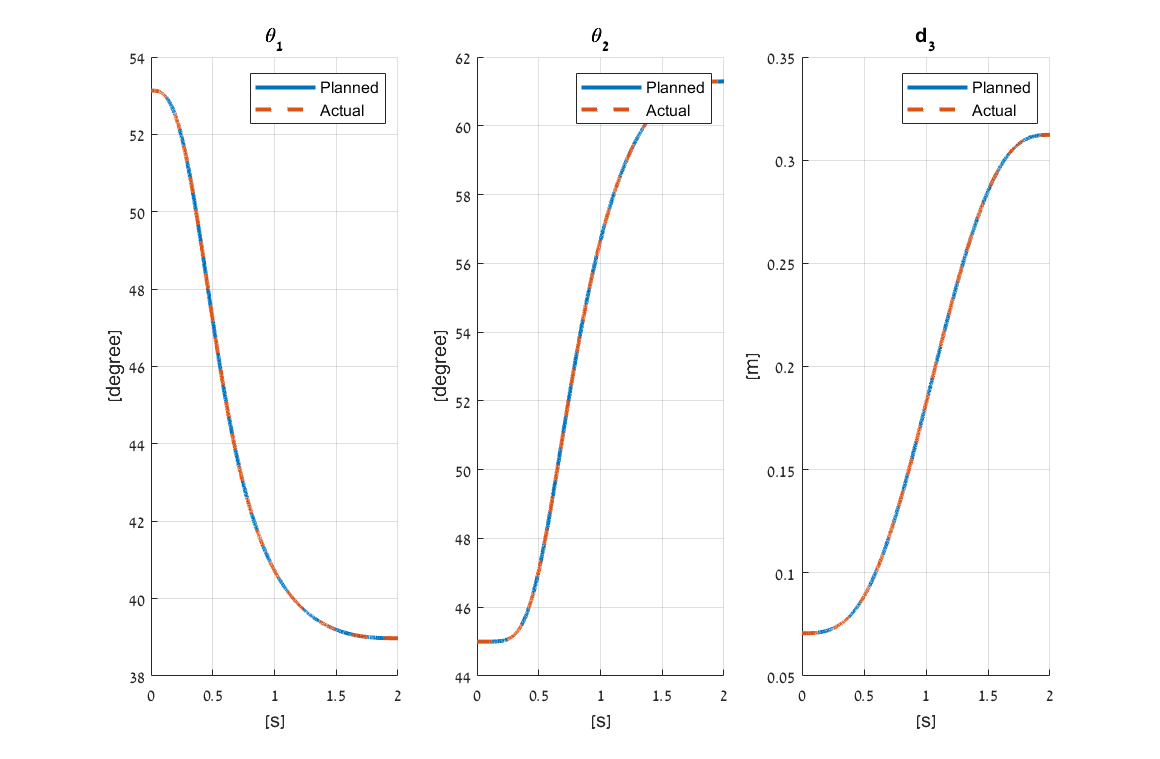 θ₁
54
52
50
48
46
44
42
40
38
0
0.5
1
1.5
2
[s]
[degree]
Planned
Actual
θ₂
62
60
58
56
54
52
50
48
46
44
0
0.5
1
1.5
2
[s]
[degree]
Planned
Actual
d₃
0.35
0.3
0.25
0.2
0.15
0.1
0.05
0
0.5
1
1.5
2
[s]
[m]
Planned
Actual